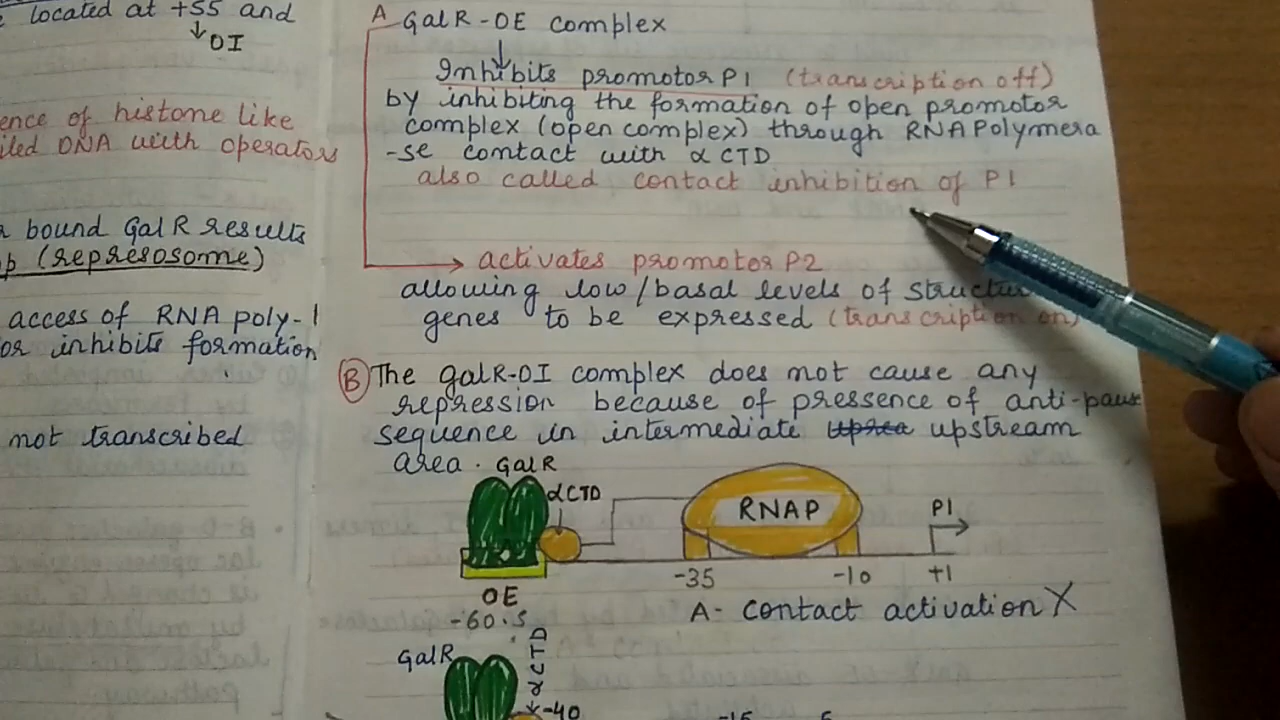 located at +55 and
↓OI
ence of histone like
iled DNA with operators
bound GalR results
(represosome)
access of RNA poly-1
or inhibits formation
not transcribed
A GalR-OE complex
↓
Inhibits promotor P1 (transcription off)
by inhibiting the formation of open promotor
complex (open complex) through RNA Polymera
-se contact with αCTD
also called contact inhibition of P1
→ activates promotor P2
allowing low/basal levels of
genes to be expressed (transcription on)
B The galR-OI complex does not cause any
repression because of pressence of anti-pause
sequence in intermediate upstream
area.
GalR
αCTD
RNAP
P1
-35
-10
+1
OE
-60.5
A- contact activation X
GalR
αCTD
-40
-15